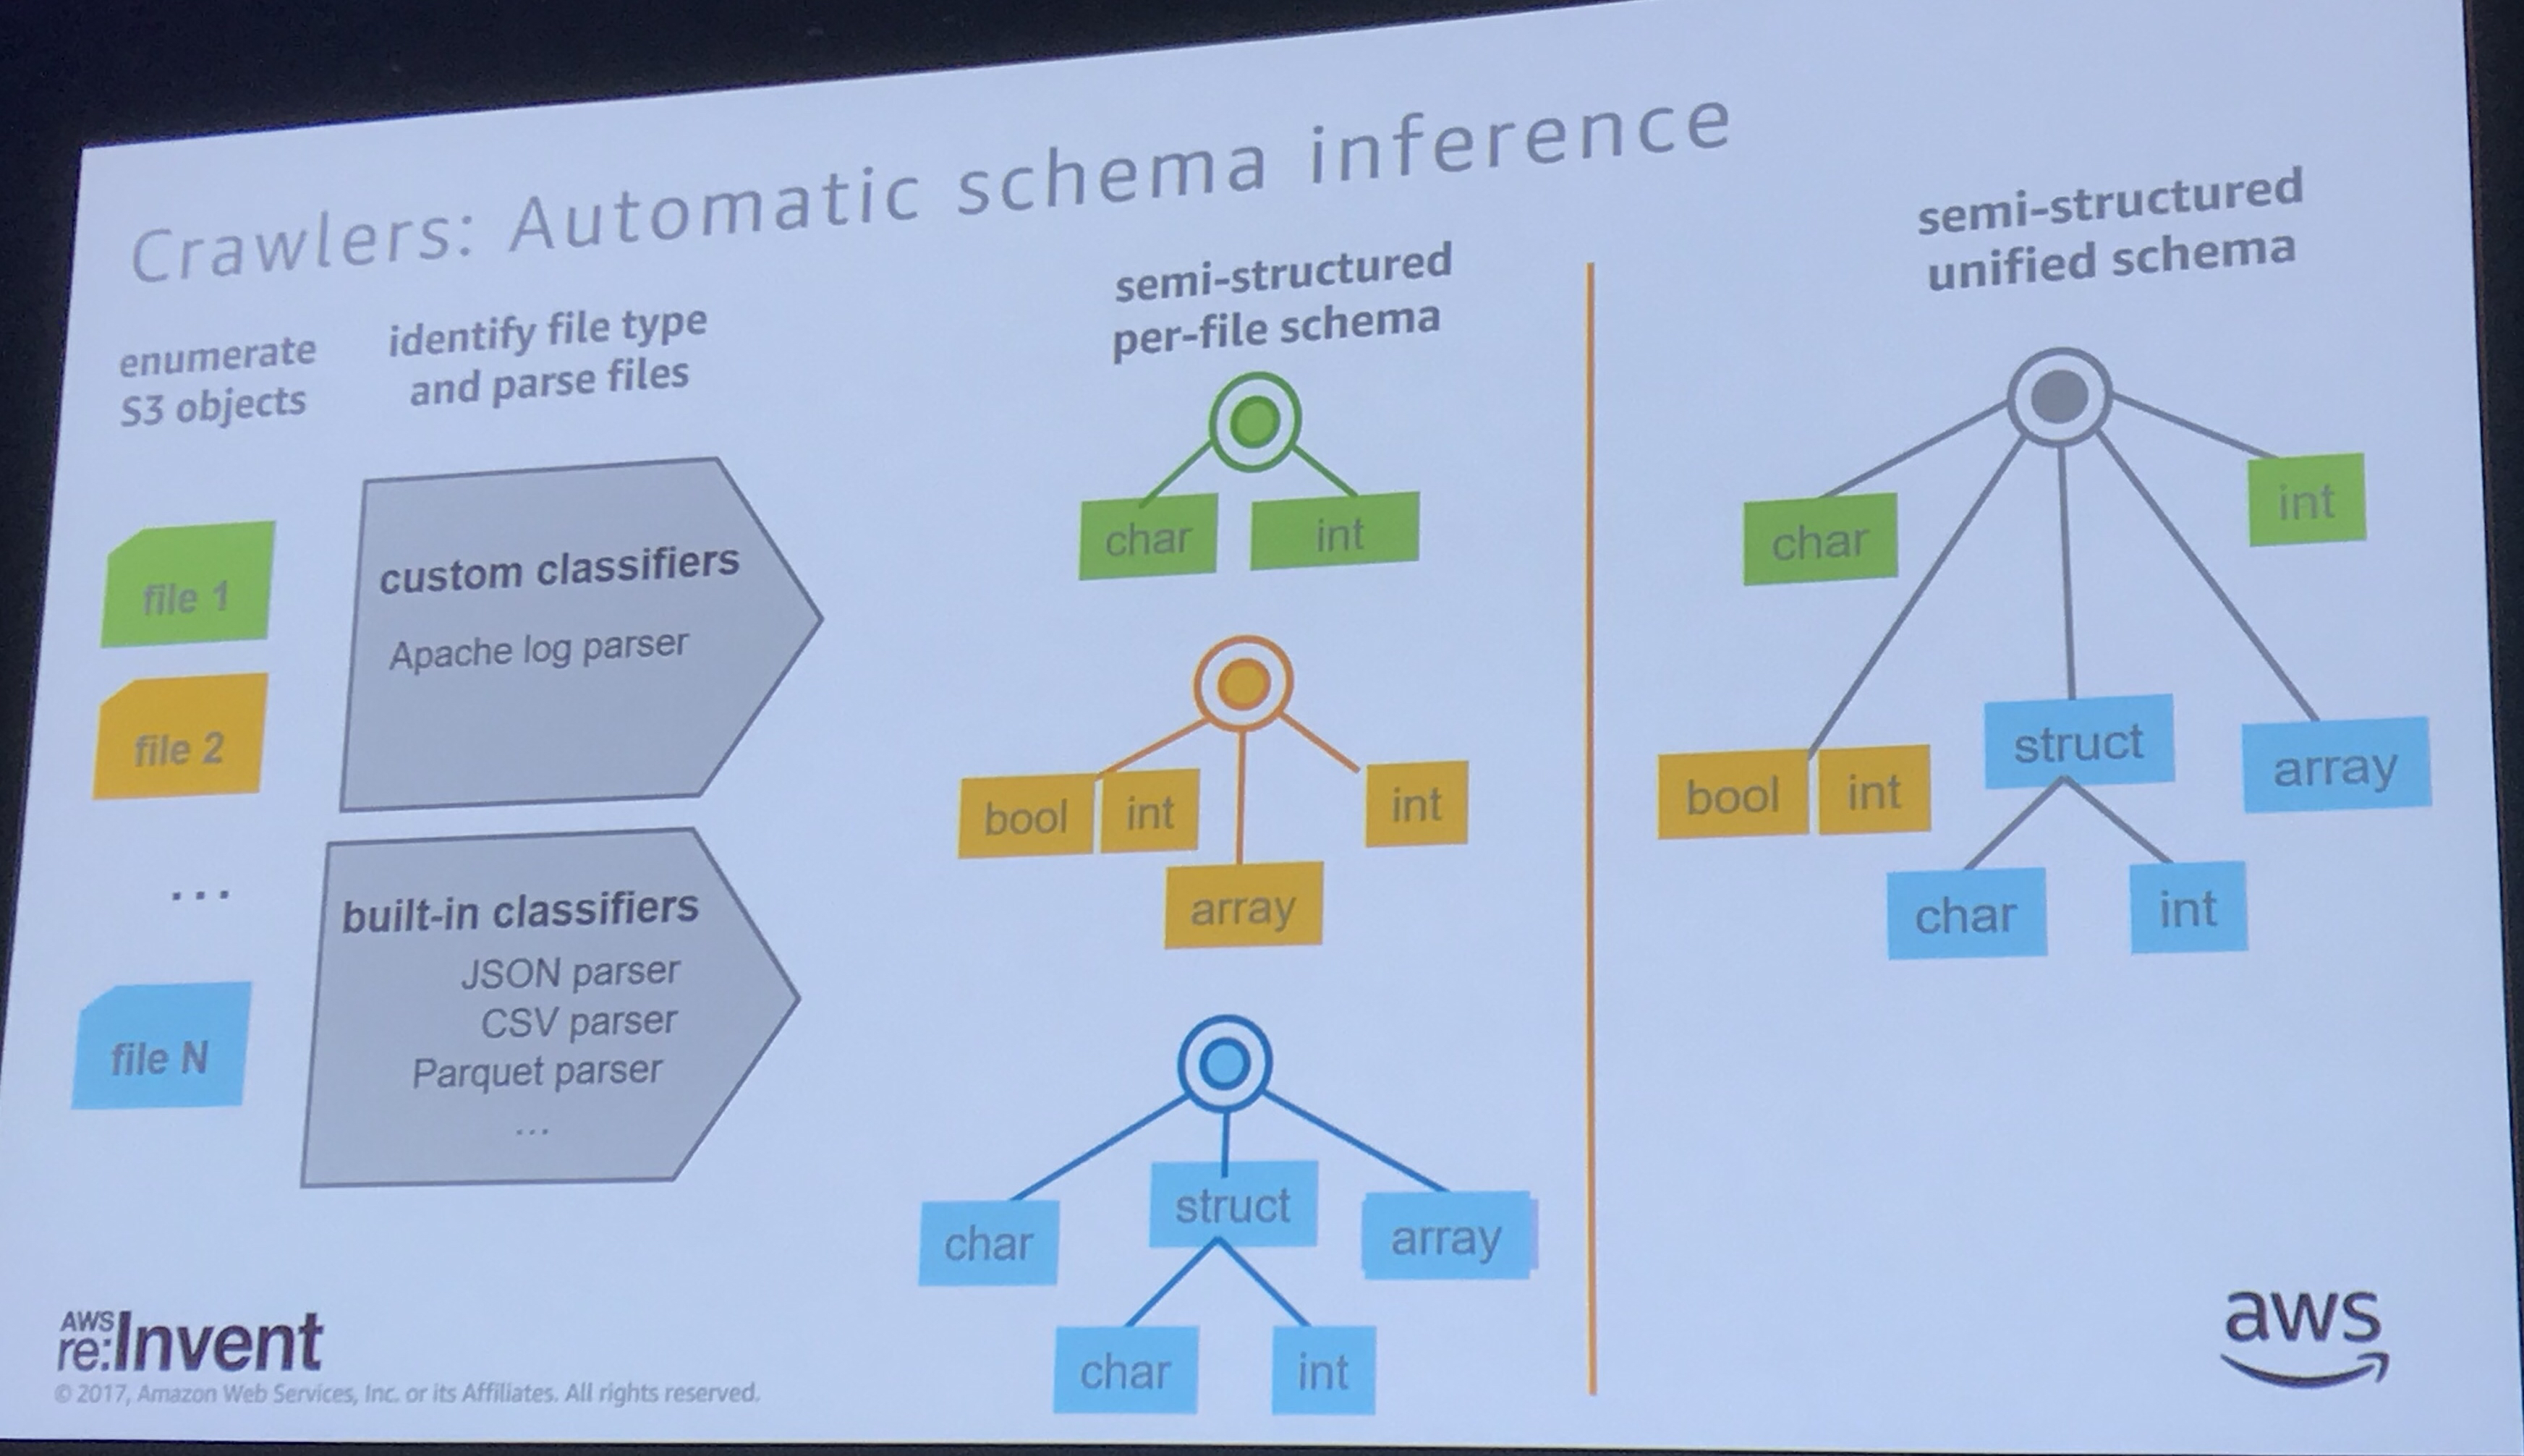 Crawlers: Automatic schema inference
enumerate
S3 objects
identify file type
and parse files
semi-structured
per-file schema
semi-structured
unified schema
file 1
file 2
...
file N
custom classifiers
Apache log parser
built-in classifiers
JSON parser
CSV parser
Parquet parser
...
char
int
bool
int
int
array
char
struct
array
char
int
char
int
bool
int
struct
array
char
int
AWS
re:Invent
© 2017, Amazon Web Services, Inc. or its Affiliates. All rights reserved.
aws